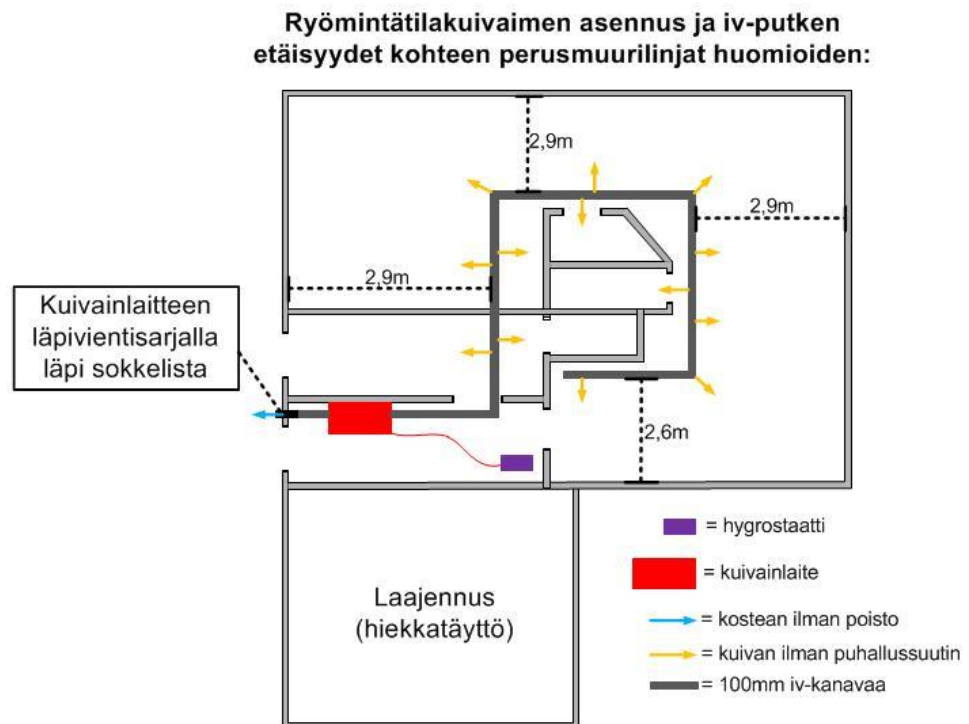 Ryömintätilakuivaimen asennus ja iv-putken
etäisyydet kohteen perusmuurilinjat huomioiden:
2,9m
2,9m
2,9m
Kuivainlaitteen
läpivientisarjalla
läpi sokkelista
2,6m
Laajennus
(hiekkatäyttö)
= hygrostaatti
= kuivainlaite
= kostean ilman poisto
= kuivan ilman puhallussuutin
= 100mm iv-kanavaa